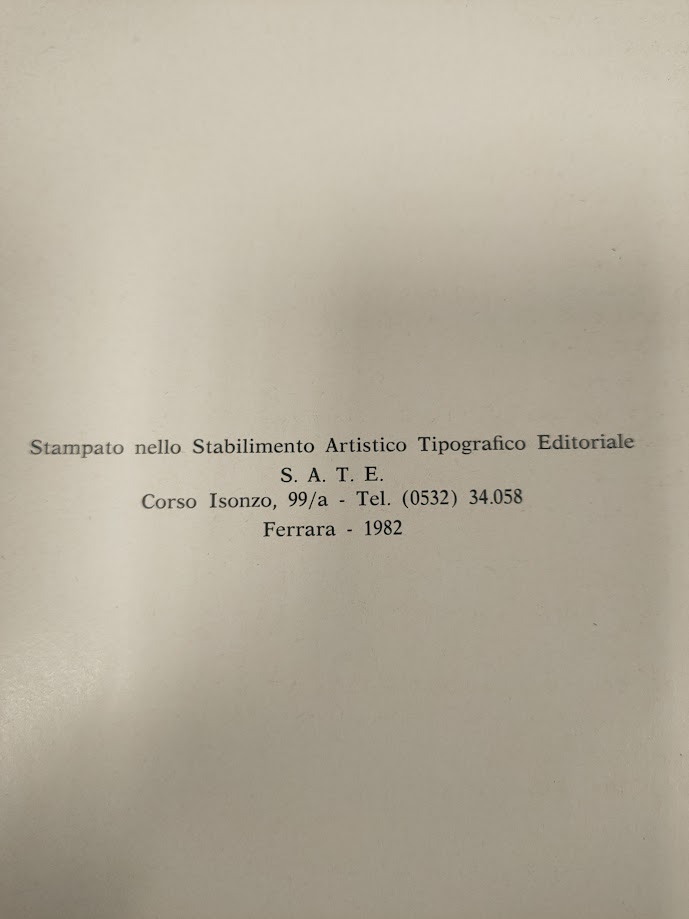 Stampato nello Stabilimento Artistico Tipografico Editoriale
S. A. T. E.
Corso Isonzo, 99/a - Tel. (0532) 34.058
Ferrara - 1982